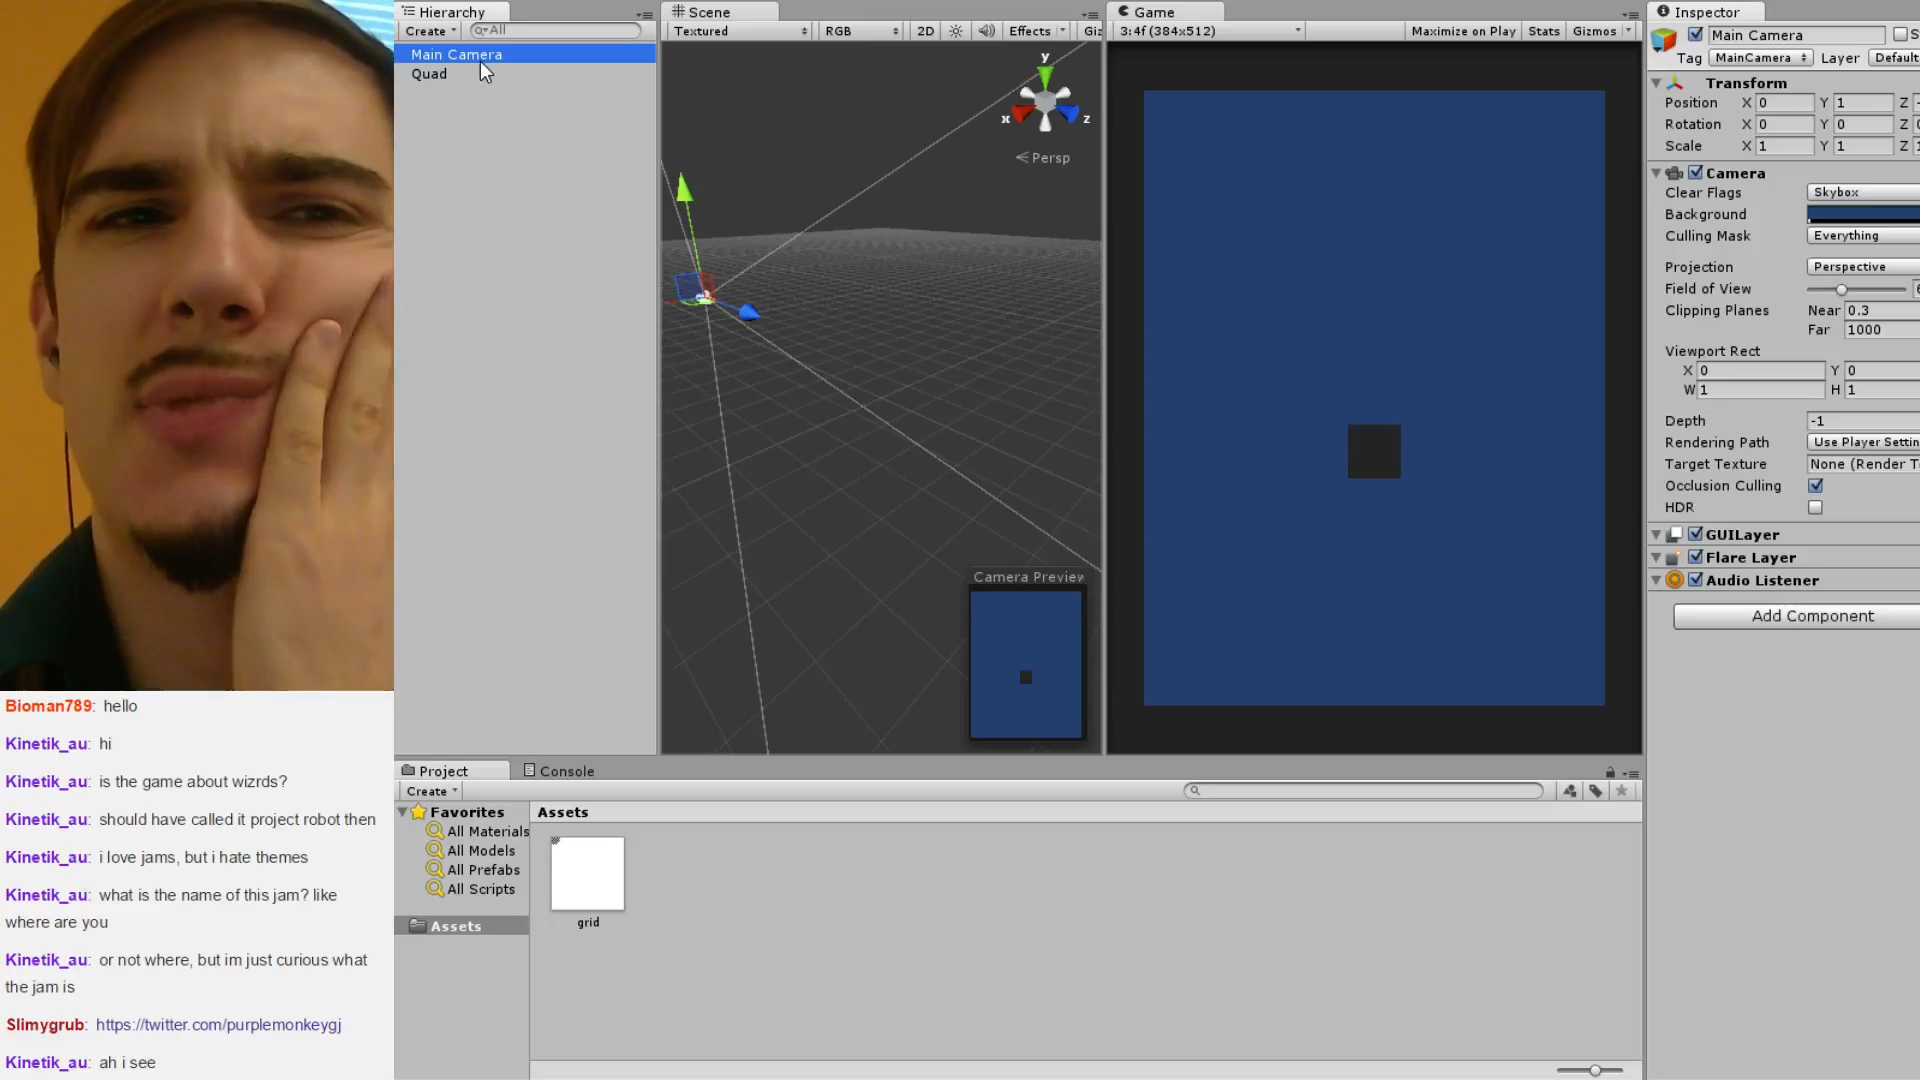 Hierarchy
Create
All
Main Camera
Quad
Scene
Textured
RGB
2D
Effects
Giz
y
x
z
Persp
Camera Preview
Game
3:4f (384x512)
Maximize on Play
Stats
Gizmos
Inspector
Main Camera
Tag
MainCamera
Layer
Default
Transform
Position X 0 Y 1 Z
Rotation X 0 Y 0 Z
Scale X 1 Y 1 Z
Camera
Clear Flags Skybox
Background
Culling Mask Everything
Projection Perspective
Field of View
Clipping Planes Near 0.3
Far 1000
Viewport Rect
X 0 Y 0
W 1 H 1
Depth -1
Rendering Path Use Player Settin
Target Texture None (Render T
Occlusion Culling
HDR
GUILayer
Flare Layer
Audio Listener
Add Component
Bioman789: hello
Kinetik_au: hi
Kinetik_au: is the game about wizrds?
Kinetik_au: should have called it project robot then
Kinetik_au: i love jams, but i hate themes
Kinetik_au: what is the name of this jam? like
where are you
Kinetik_au: or not where, but im just curious what
the jam is
Slimygrub: https://twitter.com/purplemonkeygj
Kinetik_au: ah i see
Project
Console
Create
Favorites
All Materials
All Models
All Prefabs
All Scripts
Assets
Assets
grid